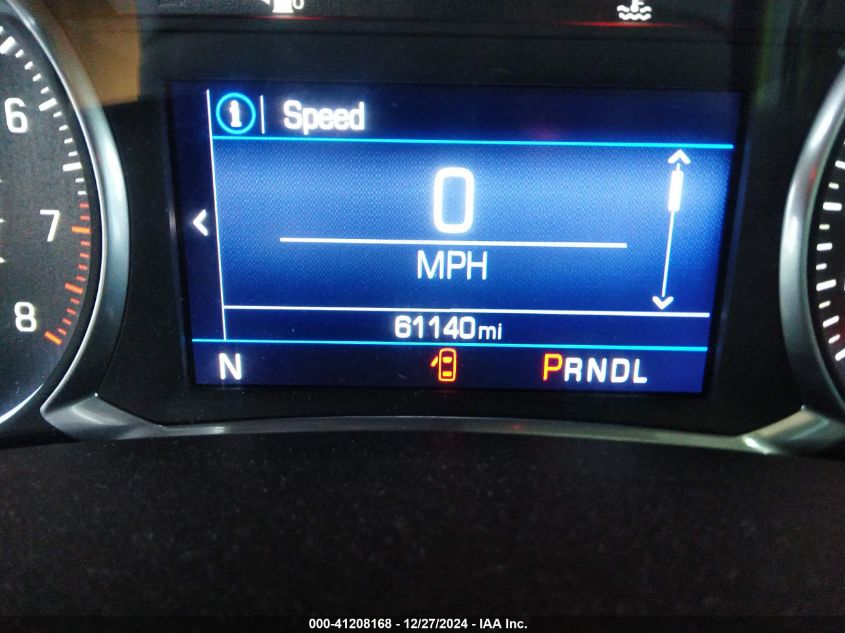 Speed
6
0
7
MPH
8
61140mi
N
PRNDL
000-41208168 - 12/27/2024 - IAA Inc.